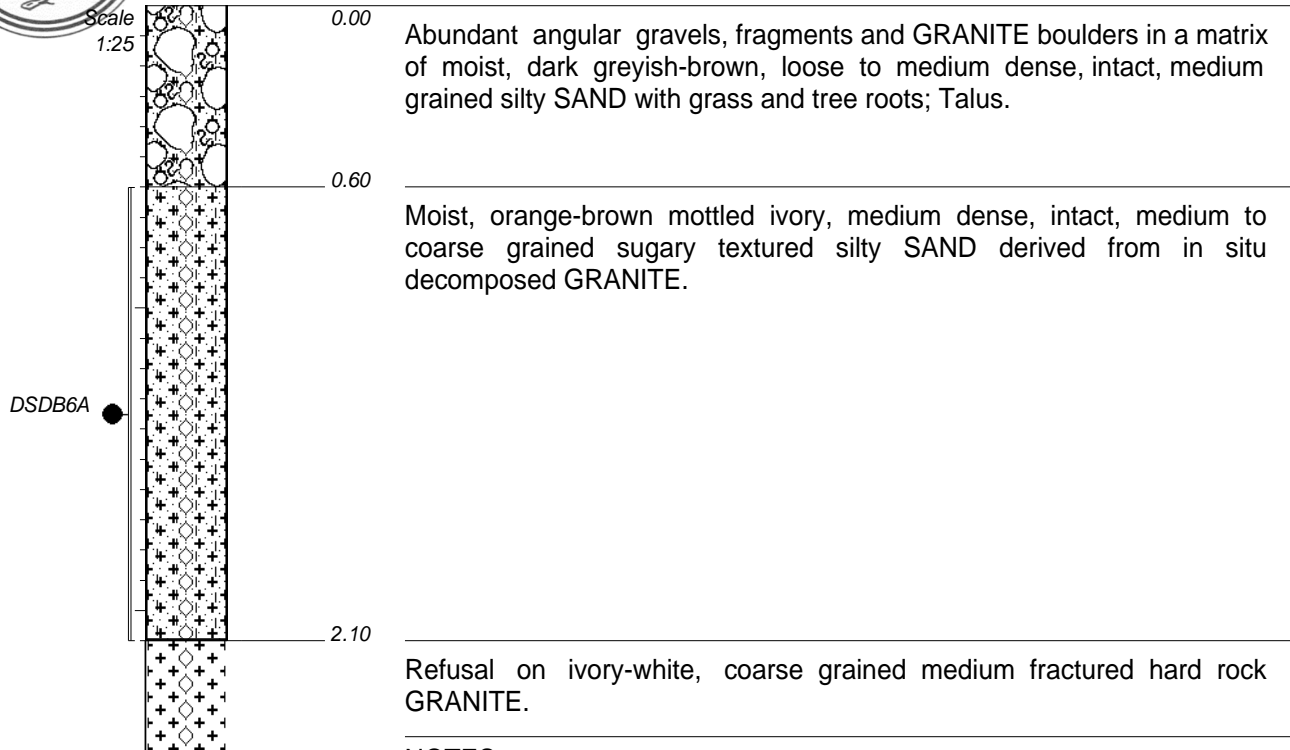 Scale
1:25
0.00
Abundant angular gravels, fragments and GRANITE boulders in a matrix
of moist, dark greyish-brown, loose to medium dense, intact, medium
grained silty SAND with grass and tree roots; Talus.
0.60
Moist, orange-brown mottled ivory, medium dense, intact, medium to
coarse grained sugary textured silty SAND derived from in situ
decomposed GRANITE.
DSDB6A
2.10
Refusal on ivory-white, coarse grained medium fractured hard rock
GRANITE.